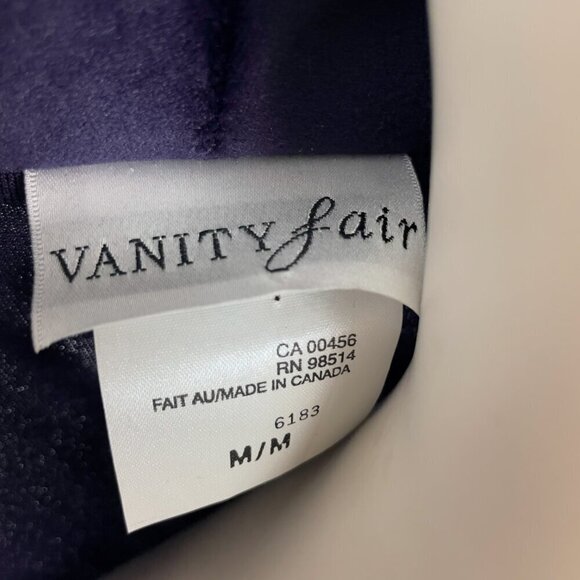 VANITY fair
CA 00456
RN 98514
FAIT AU/MADE IN CANADA
6183
M/M